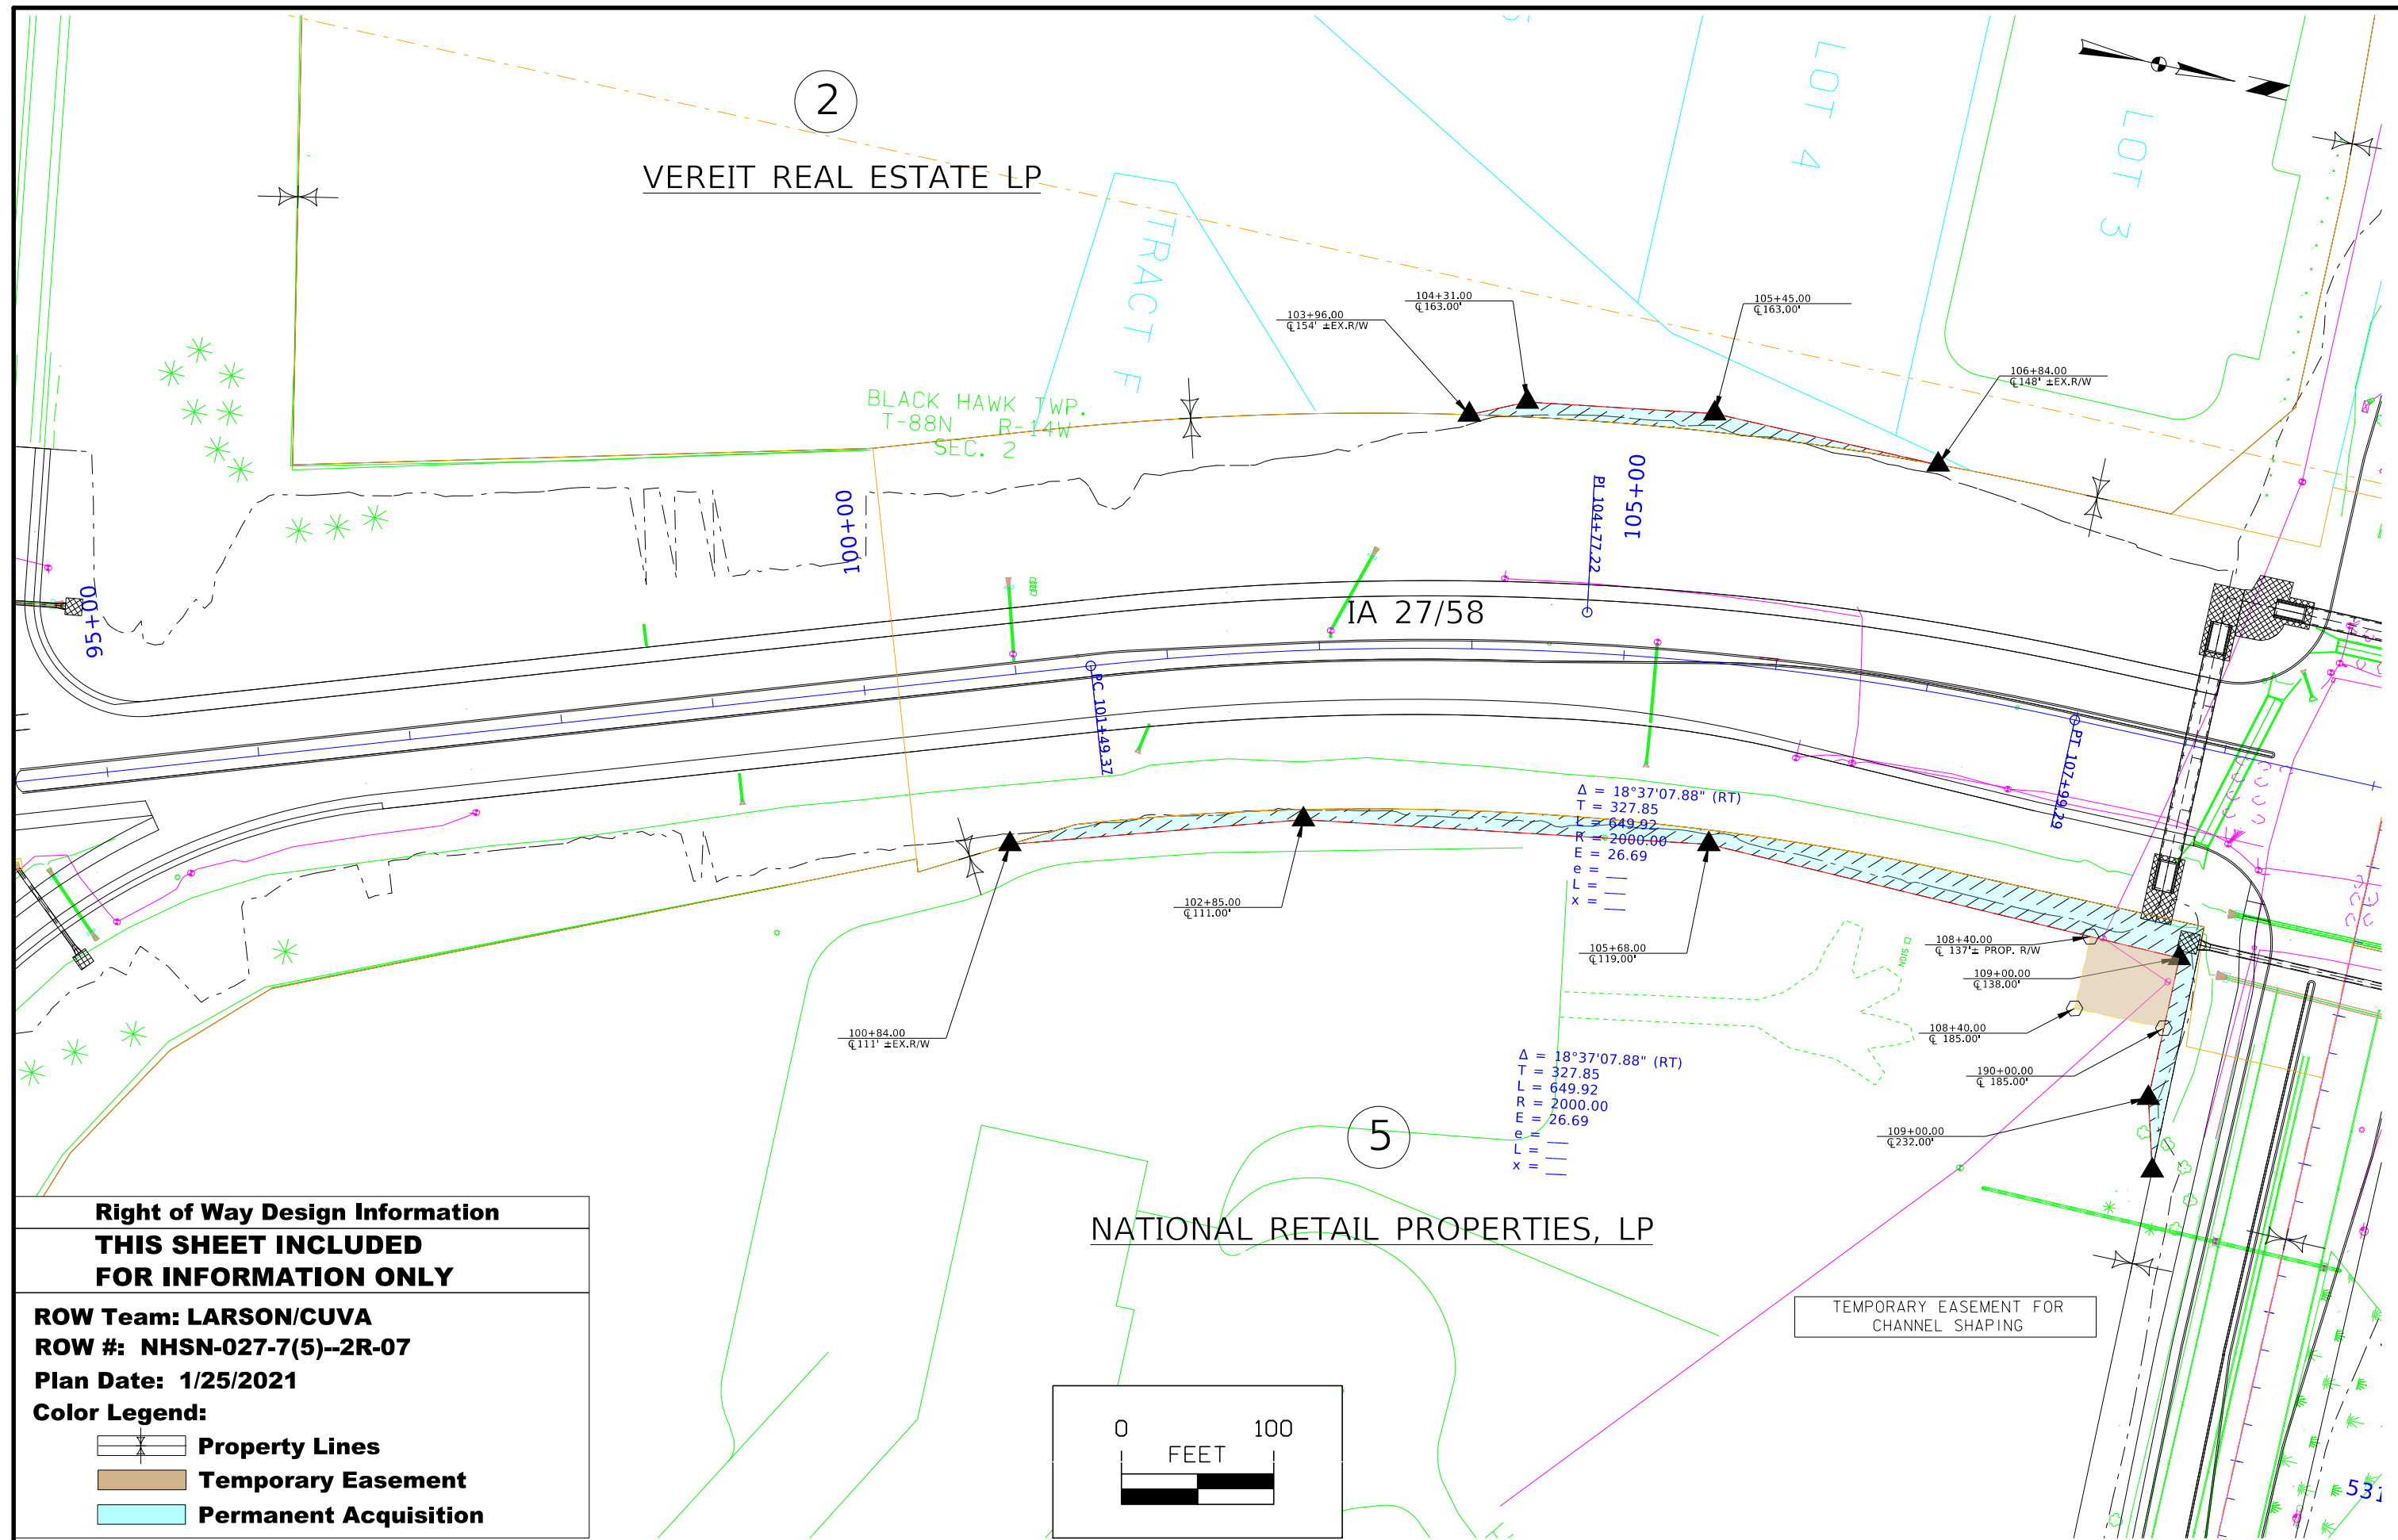 2
VEREIT REAL ESTATE LP
LOT 4
LOT 3
TRACT F
BLACK HAWK TWP.
T-88N R-14W
SEC. 2
103+96.00
℄154' ±EX.R/W
104+31.00
℄163.00'
105+45.00
℄163.00'
106+84.00
℄148' ±EX.R/W
95+00
100+00
105+00
PI 104+77.22
IA 27/58
PC 101+49.37
PT 107+99.29
Δ = 18°37'07.88" (RT)
T = 327.85
L = 649.92
R = 2000.00
E = 26.69
e = ___
L = ___
x = ___
102+85.00
℄111.00'
105+68.00
℄119.00'
SIGN
108+40.00
℄ 137'± PROP. R/W
109+00.00
℄138.00'
108+40.00
℄ 185.00'
190+00.00
℄ 185.00'
109+00.00
℄232.00'
100+84.00
℄111' ±EX.R/W
Δ = 18°37'07.88" (RT)
T = 327.85
L = 649.92
R = 2000.00
E = 26.69
e = ___
L = ___
x = ___
5
NATIONAL RETAIL PROPERTIES, LP
TEMPORARY EASEMENT FOR
CHANNEL SHAPING
Right of Way Design Information
THIS SHEET INCLUDED
FOR INFORMATION ONLY
ROW Team: LARSON/CUVA
ROW #: NHSN-027-7(5)--2R-07
Plan Date: 1/25/2021
Color Legend:
Property Lines
Temporary Easement
Permanent Acquisition
0 100
FEET
531